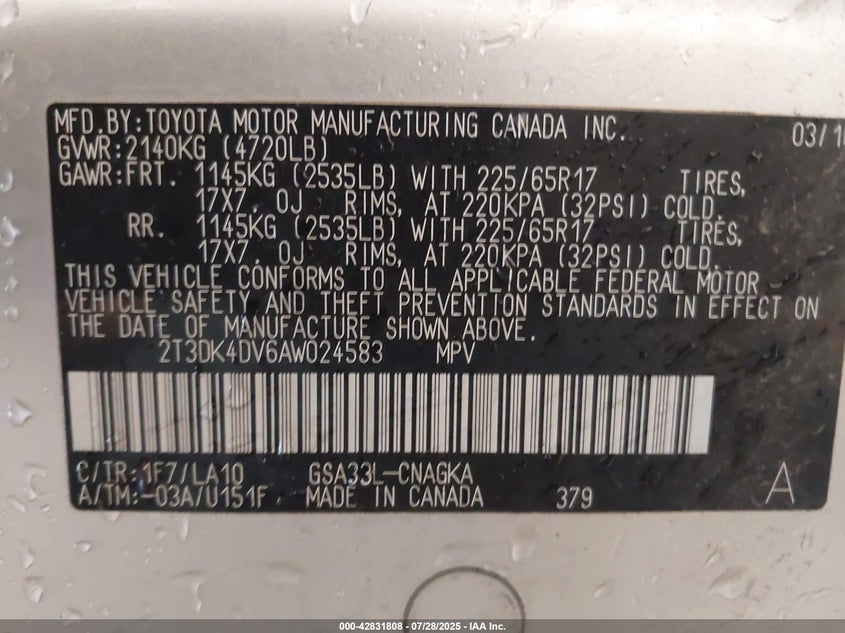 MFD.BY:TOYOTA MOTOR MANUFACTURING CANADA INC. 03/10
GVWR:2140KG (4720LB)
GAWR:FRT. 1145KG (2535LB) WITH 225/65R17 TIRES,
17X7.0J RIMS, AT 220KPA (32PSI) COLD.
RR. 1145KG (2535LB) WITH 225/65R17 TIRES,
17X7.0J RIMS, AT 220KPA (32PSI) COLD.
THIS VEHICLE CONFORMS TO ALL APPLICABLE FEDERAL MOTOR
VEHICLE SAFETY AND THEFT PREVENTION STANDARDS IN EFFECT ON
THE DATE OF MANUFACTURE SHOWN ABOVE.
2T3DK4DV6AW024583 MPV
C/TR:1F7/LA10 GSA33L-CNAGKA
A/TM:-03A/U151F MADE IN CANADA 379 A
000-42831808 - 07/28/2025 - IAA Inc.